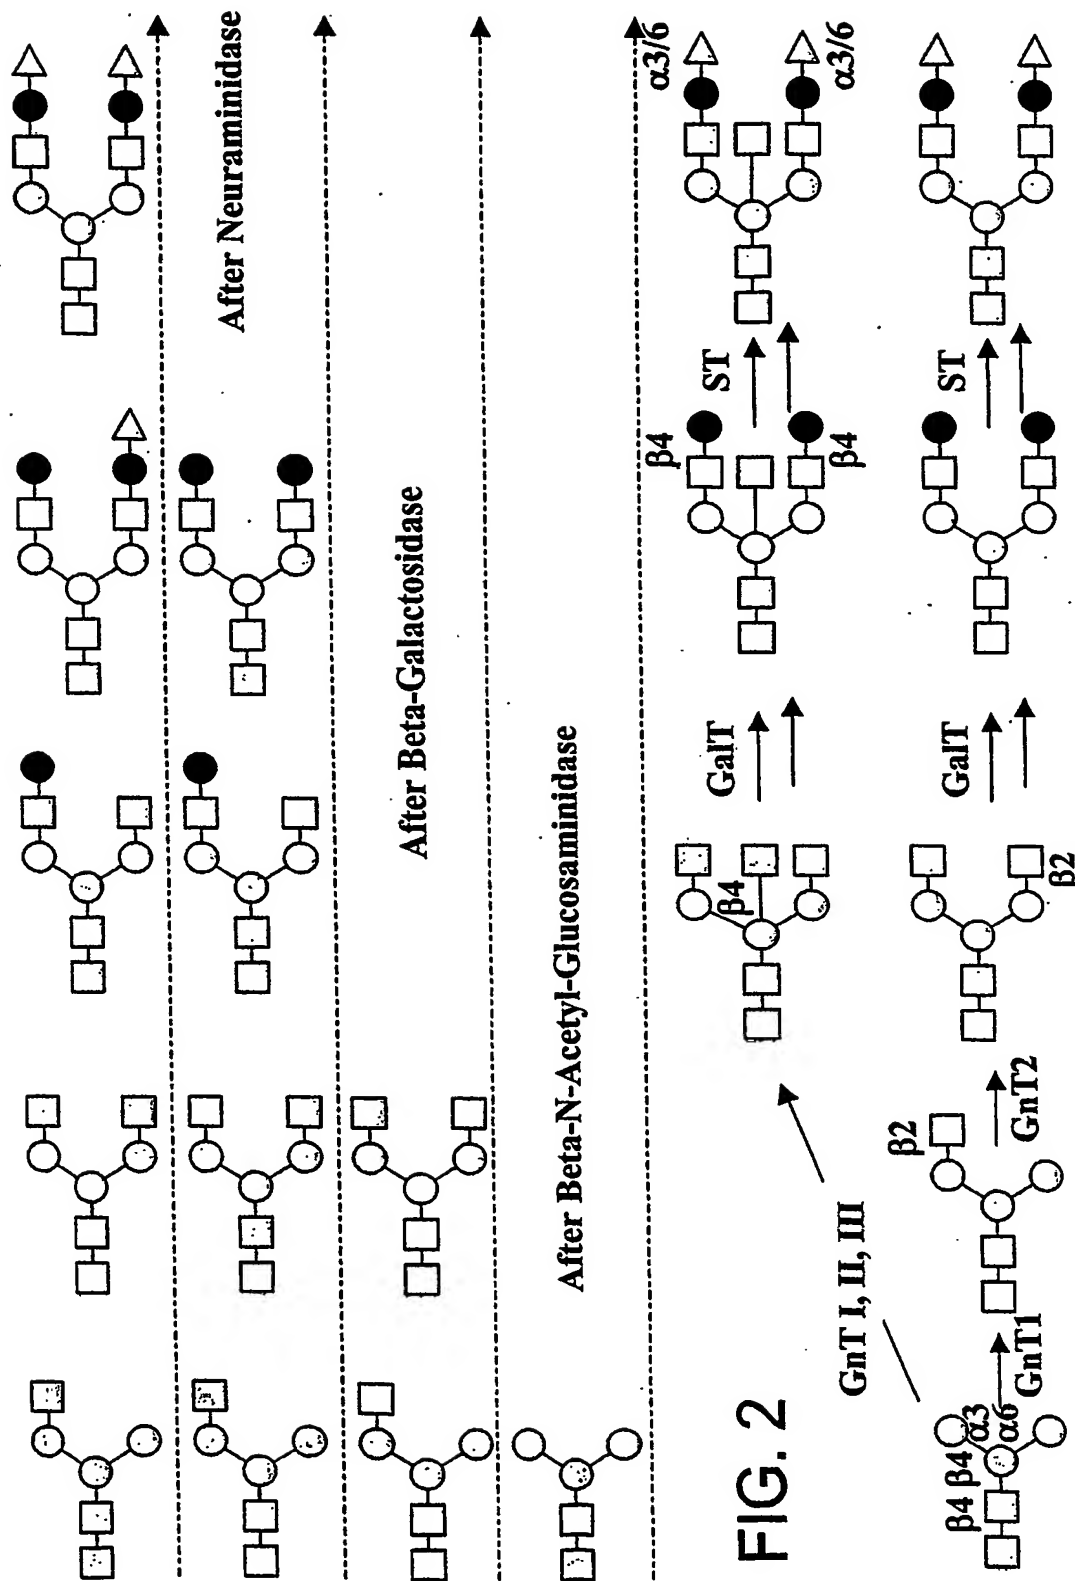 After Neuraminidase
After Beta-Galactosidase
After Beta-N-Acetyl-Glucosaminidase
FIG. 2
GnT I, II, III
β4
GalT
β4
β4
ST
α3/6
α3/6
β4 β4
α3
α6
GnT1
β2
GnT2
β2
GalT
ST